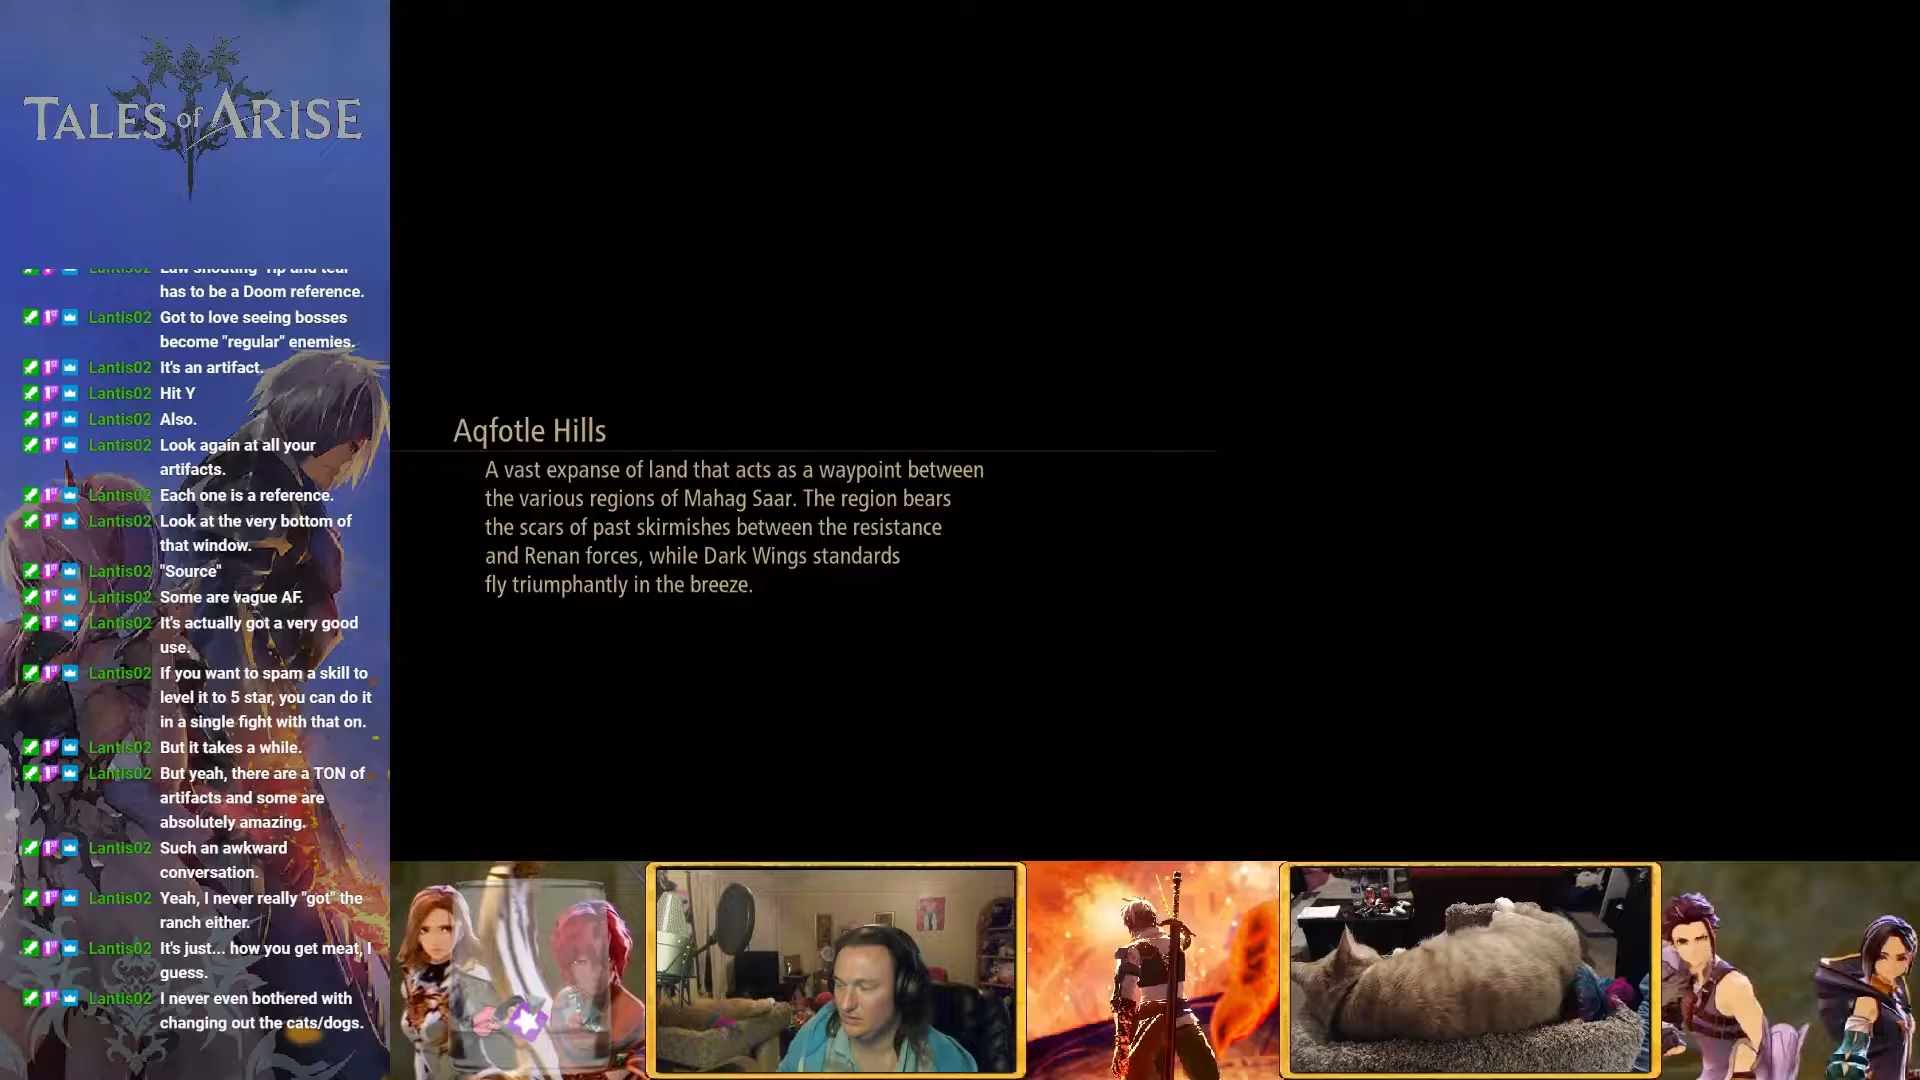 TALES of ARISE
has to be a Doom reference.
Lantis02 Got to love seeing bosses
become "regular" enemies.
Lantis02 It's an artifact.
Lantis02 Hit Y
Lantis02 Also.
Lantis02 Look again at all your
artifacts.
Lantis02 Each one is a reference.
Lantis02 Look at the very bottom of
that window.
Lantis02 "Source"
Lantis02 Some are vague AF.
Lantis02 It's actually got a very good
use.
Lantis02 If you want to spam a skill to
level it to 5 star, you can do it
in a single fight with that on.
Lantis02 But it takes a while.
Lantis02 But yeah, there are a TON of
artifacts and some are
absolutely amazing.
Lantis02 Such an awkward
conversation.
Lantis02 Yeah, I never really "got" the
ranch either.
Lantis02 It's just... how you get meat, I
guess.
Lantis02 I never even bothered with
changing out the cats/dogs.
Aqfotle Hills
A vast expanse of land that acts as a waypoint between
the various regions of Mahag Saar. The region bears
the scars of past skirmishes between the resistance
and Renan forces, while Dark Wings standards
fly triumphantly in the breeze.